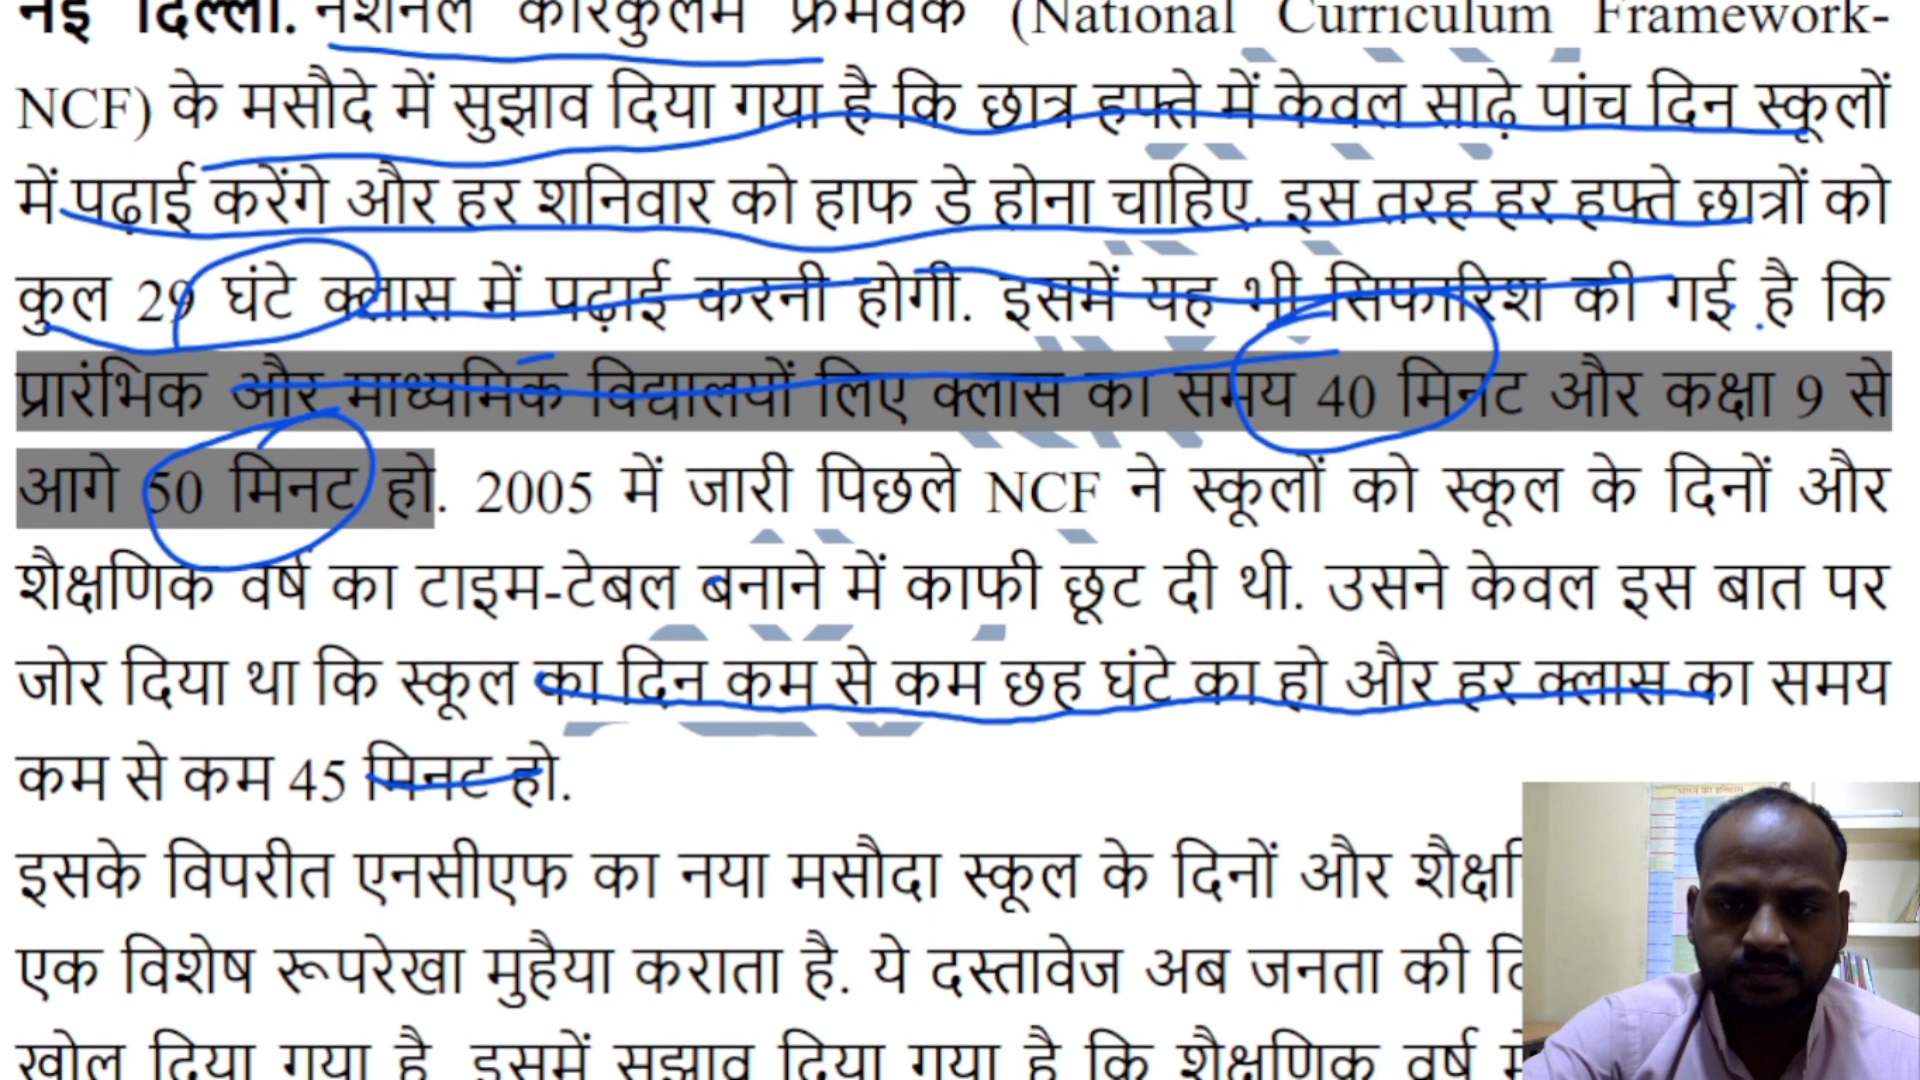 नई दिल्ली. नेशनल करिकुलम फ्रेमवर्क (National Curriculum Framework-
NCF) के मसौदे में सुझाव दिया गया है कि छात्र हफ्ते में केवल साढ़े पांच दिन स्कूलों
में पढ़ाई करेंगे और हर शनिवार को हाफ डे होना चाहिए. इस तरह हर हफ्ते छात्रों को
कुल 29 घंटे क्लास में पढ़ाई करनी होगी. इसमें यह भी सिफारिश की गई है कि
प्रारंभिक और माध्यमिक विद्यालयों लिए क्लास का समय 40 मिनट और कक्षा 9 से
आगे 50 मिनट हो. 2005 में जारी पिछले NCF ने स्कूलों को स्कूल के दिनों और
शैक्षणिक वर्ष का टाइम-टेबल बनाने में काफी छूट दी थी. उसने केवल इस बात पर
जोर दिया था कि स्कूल का दिन कम से कम छह घंटे का हो और हर क्लास का समय
कम से कम 45 मिनट हो.
इसके विपरीत एनसीएफ का नया मसौदा स्कूल के दिनों और
एक विशेष रूपरेखा मुहैया कराता है. ये दस्तावेज अब जनता की
खोल दिया गया है. इसमें सुझाव दिया गया है कि शैक्षणिक वर्ष